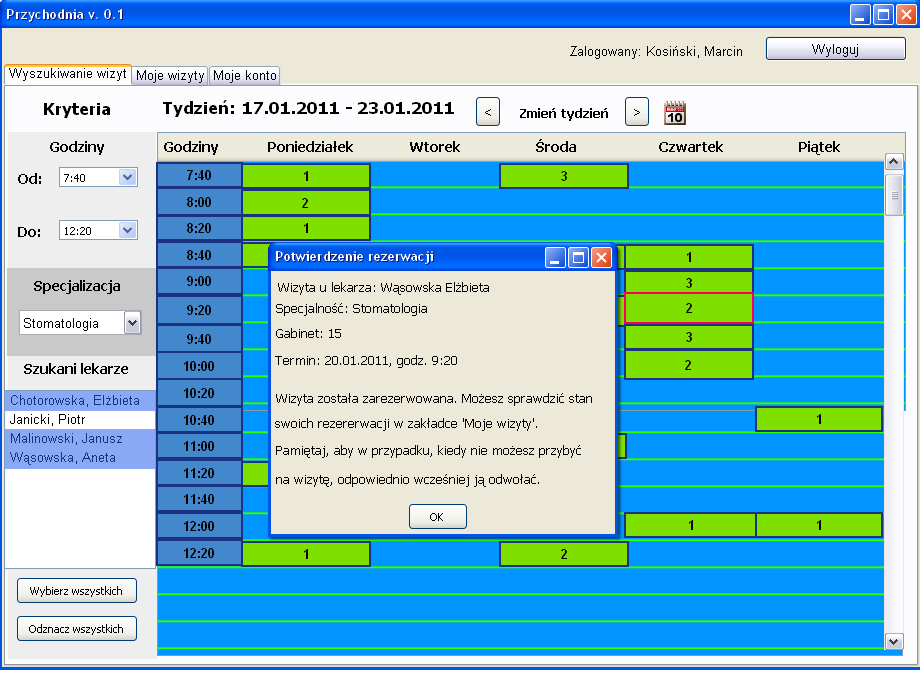 Przychodnia v. 0.1
Zalogowany: Kosiński, Marcin
Wyloguj
Wyszukiwanie wizyt
Moje wizyty
Moje konto
Kryteria
Tydzień: 17.01.2011 - 23.01.2011
<
Zmień tydzień
>
10
Godziny
Od:
7:40
Do:
12:20
Specjalizacja
Stomatologia
Szukani lekarze
Chotorowska, Elżbieta
Janicki, Piotr
Malinowski, Janusz
Wąsowska, Aneta
Wybierz wszystkich
Odznacz wszystkich
Godziny Poniedziałek Wtorek Środa Czwartek Piątek
7:40 1 3
8:00 2
8:20 1
8:40 1
9:00 3
9:20 2
9:40 3
10:00 2
10:20
10:40 1
11:00
11:20
11:40
12:00 1 1
12:20 1 2
Potwierdzenie rezerwacji
Wizyta u lekarza: Wąsowska Elżbieta
Specjalność: Stomatologia
Gabinet: 15
Termin: 20.01.2011, godz. 9:20
Wizyta została zarezerwowana. Możesz sprawdzić stan
swoich rezererwacji w zakładce 'Moje wizyty'.
Pamiętaj, aby w przypadku, kiedy nie możesz przybyć
na wizytę, odpowiednio wcześniej ją odwołać.
OK